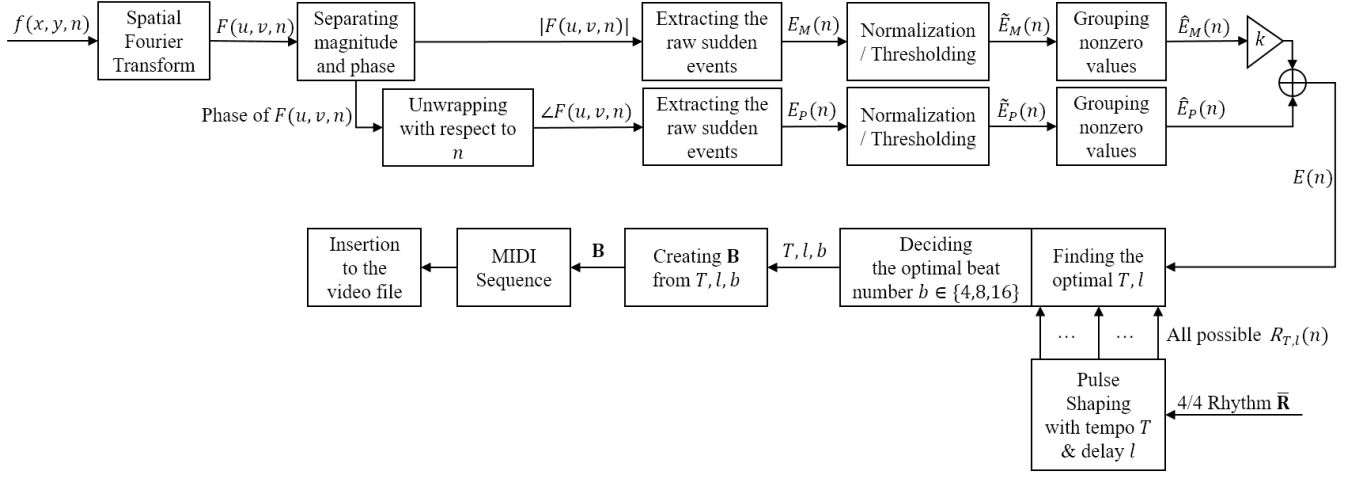 f(x, y, n)
Spatial
Fourier
Transform
F(u, v, n)
Separating
magnitude
and phase
|F(u, v, n)|
Extracting the
raw sudden
events
E_M(n)
Normalization
/ Thresholding
Ẽ_M(n)
Grouping
nonzero
values
Ê_M(n)
k
Phase of F(u, v, n)
Unwrapping
with respect to
n
∠F(u, v, n)
Extracting the
raw sudden
events
E_P(n)
Normalization
/ Thresholding
Ẽ_P(n)
Grouping
nonzero
values
Ê_P(n)
E(n)
Insertion
to the
video file
MIDI
Sequence
B
Creating B
from T, l, b
T, l, b
Deciding
the optimal beat
number b ∈ {4,8,16}
Finding the
optimal T, l
… … All possible R_{T,l}(n)
Pulse
Shaping
with tempo T
& delay l
4/4 Rhythm R̅